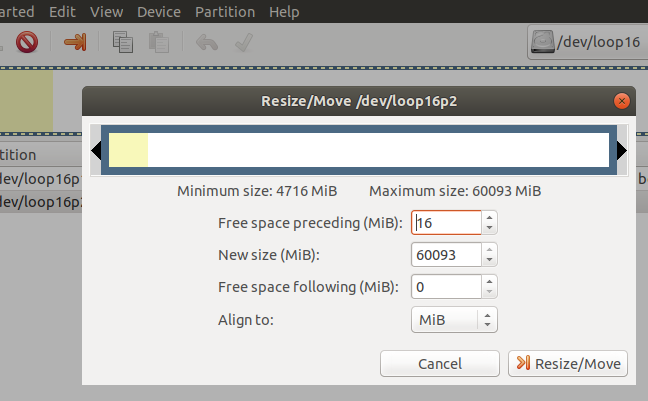 arted Edit View Device Partition Help
/dev/loop16
Resize/Move /dev/loop16p2
tition
dev/loop16p
dev/loop16p2
Minimum size: 4716 MiB Maximum size: 60093 MiB
Free space preceding (MiB): 16
New size (MiB): 60093
Free space following (MiB): 0
Align to: MiB
Cancel Resize/Move